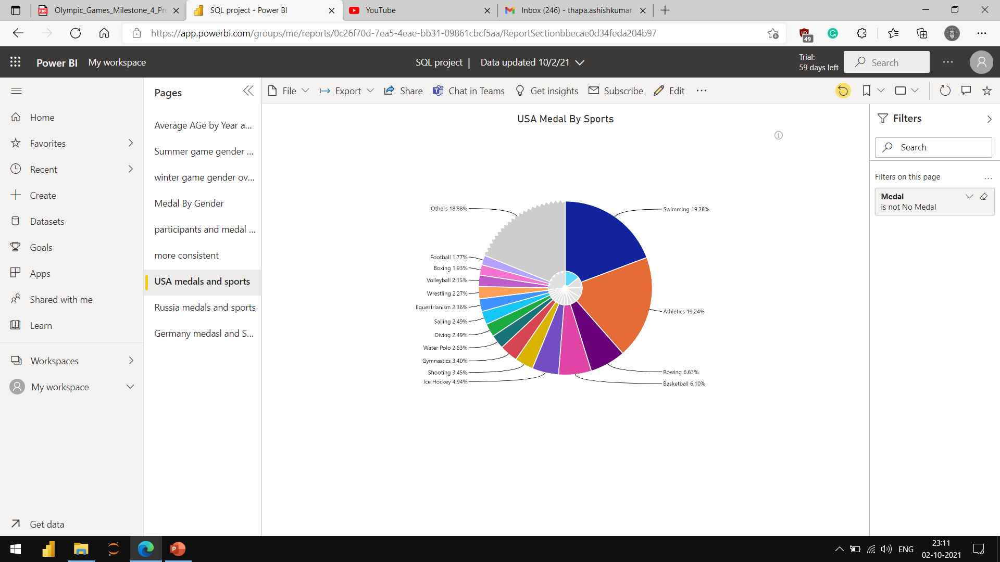 Olympic_Games_Milestone_4_Pre
SQL project - Power BI
YouTube
Inbox (246) - thapa.ashishkumar
https://app.powerbi.com/groups/me/reports/0c26f70d-7ea5-4eae-bb31-09861cbcf5aa/ReportSectionbbecae0d34feda204b97
49
Power BI My workspace
SQL project | Data updated 10/2/21
Trial:
59 days left
Search
Pages
File
Export
Share
Chat in Teams
Get insights
Subscribe
Edit
Home
Favorites
Recent
Create
Datasets
Goals
Apps
Shared with me
Learn
Workspaces
My workspace
Get data
Average AGe by Year a...
Summer game gender ...
winter game gender ov...
Medal By Gender
participants and medal ...
more consistent
USA medals and sports
Russia medals and sports
Germany medasl and S...
USA Medal By Sports
Others 18.88%
Football 1.77%
Boxing 1.93%
Volleyball 2.15%
Wrestling 2.27%
Equestrianism 2.36%
Sailing 2.49%
Diving 2.49%
Water Polo 2.63%
Gymnastics 3.40%
Shooting 3.45%
Ice Hockey 4.94%
Swimming 19.28%
Athletics 19.24%
Rowing 6.63%
Basketball 6.10%
Filters
Search
Filters on this page
Medal
is not No Medal
ENG
23:11
02-10-2021